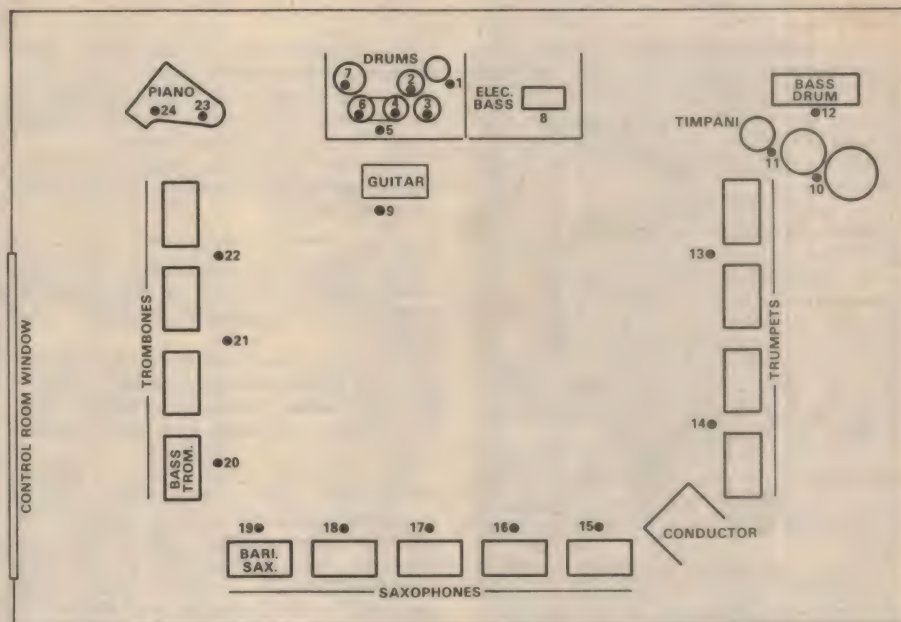 DRUMS
7
2
1
6
4
3
5
PIANO
24
23
ELEC.
BASS
8
BASS
DRUM
12
TIMPANI
11
10
GUITAR
9
22
13
TROMBONES
TRUMPETS
21
CONTROL ROOM WINDOW
14
BASS
TROM.
20
19
18
17
16
15
CONDUCTOR
BARI.
SAX.
SAXOPHONES